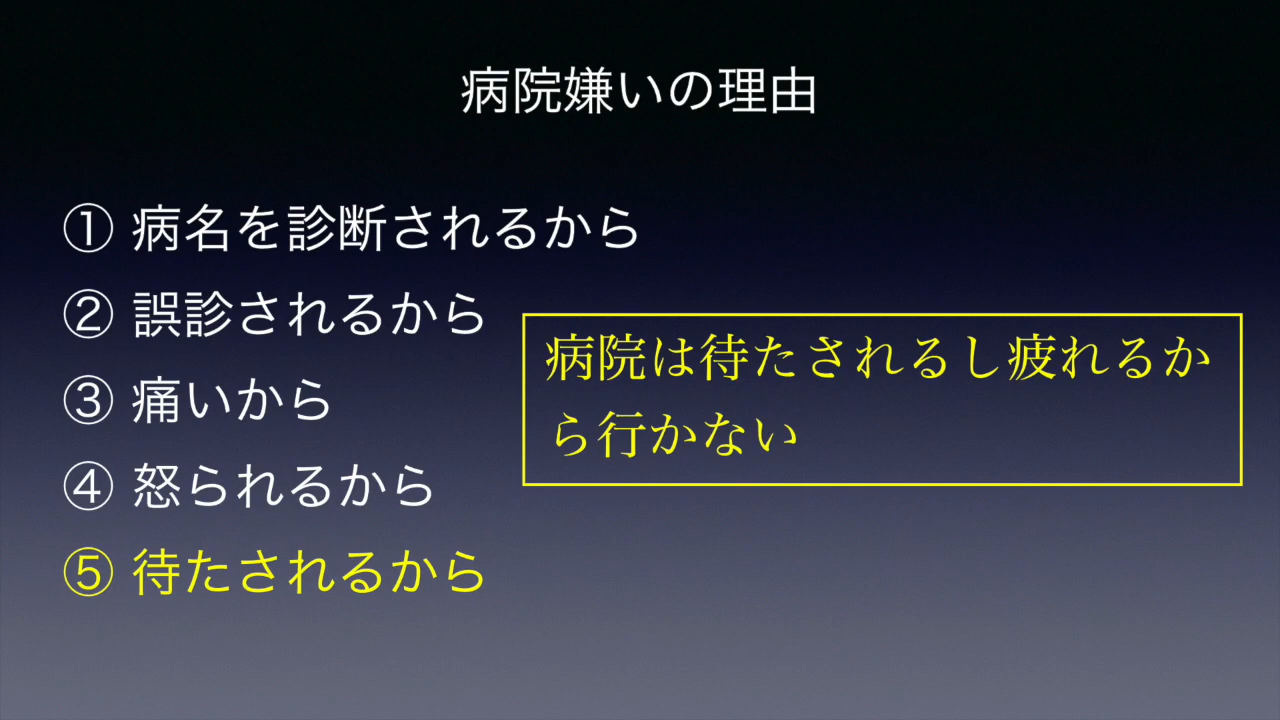 病院嫌いの理由
① 病名を診断されるから
② 誤診されるから
③ 痛いから
④ 怒られるから
⑤ 待たされるから
病院は待たされるし疲れるか
ら行かない